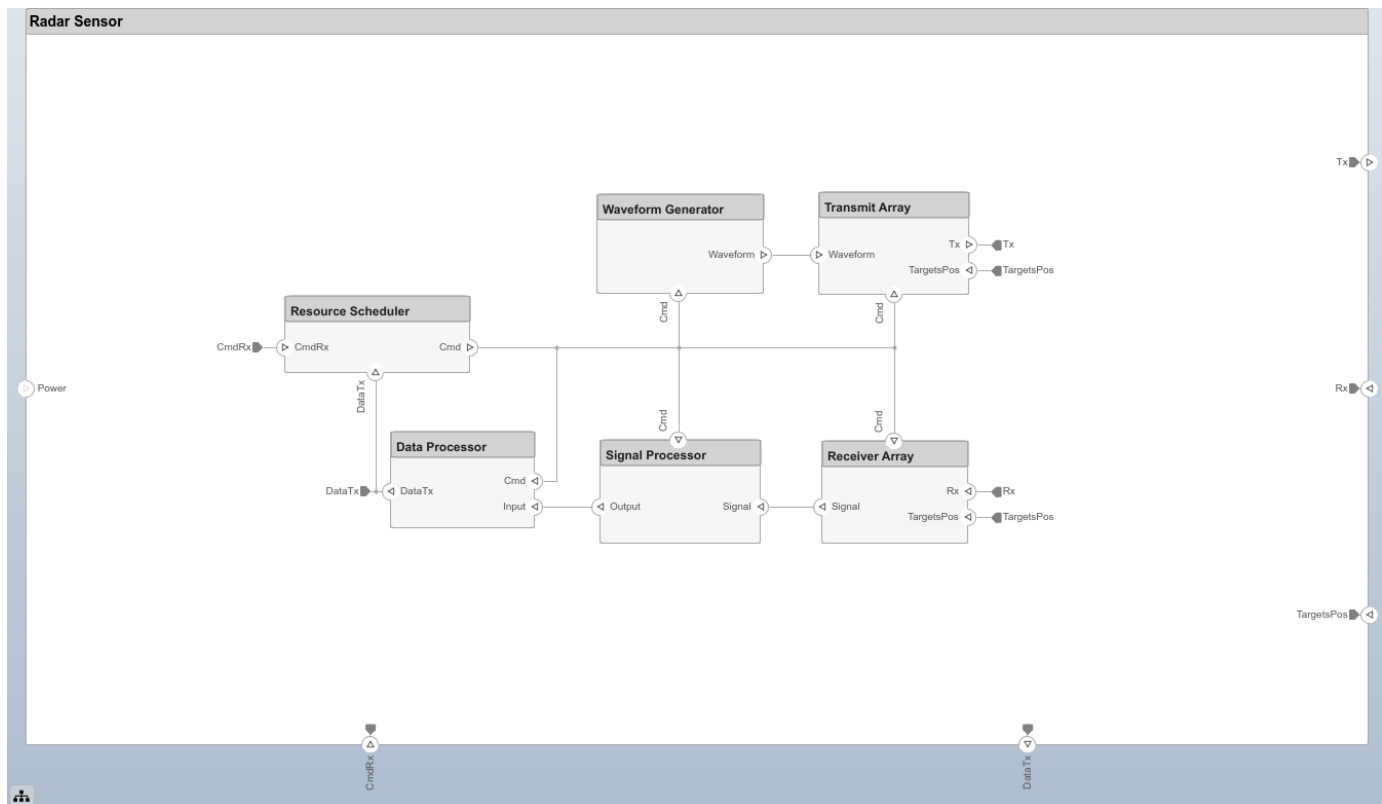 Radar Sensor
Tx
Waveform Generator
Waveform
Cmd
Transmit Array
Waveform
Tx
TargetsPos
Cmd
Tx
TargetsPos
Resource Scheduler
CmdRx
CmdRx
Cmd
DataTx
Power
Rx
Data Processor
DataTx
DataTx
Cmd
Input
Cmd
Signal Processor
Output
Signal
Cmd
Receiver Array
Signal
Rx
TargetsPos
Rx
TargetsPos
TargetsPos
CmdRx
DataTx